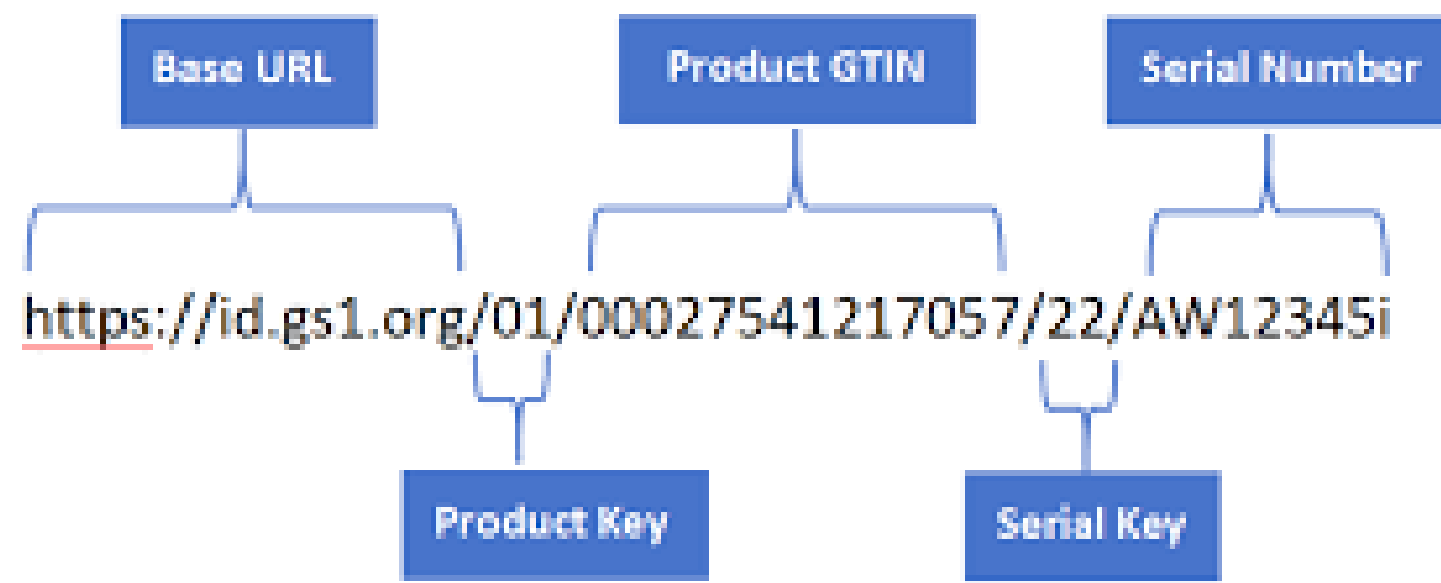 Base URL
Product GTIN
Serial Number
https://id.gs1.org/01/00027541217057/22/AW12345i
Product Key
Serial Key